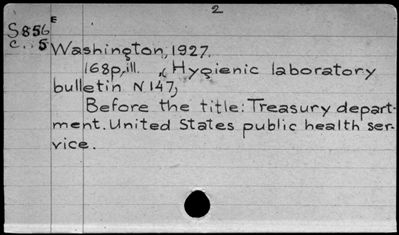 2
S856 E
c. 5
Washington, 1927.
168p, ill. (Hygienic laboratory
bulletin N 147)
Before the title: Treasury depart-
ment. United States public health ser-
vice.